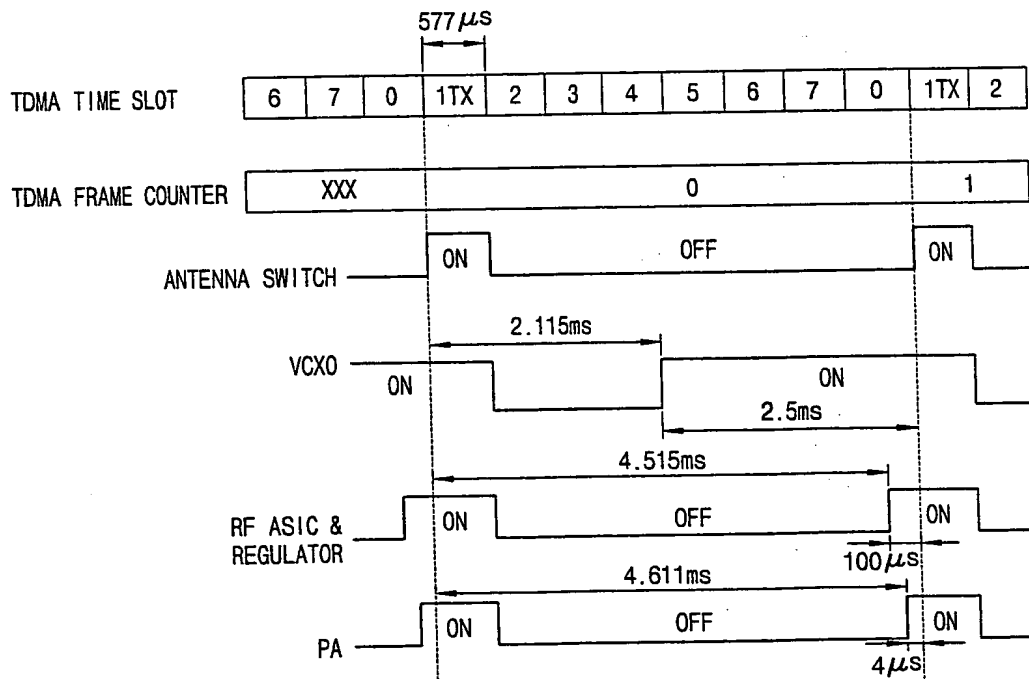 577μs
TDMA TIME SLOT 6 7 0 1TX 2 3 4 5 6 7 0 1TX 2
TDMA FRAME COUNTER XXX 0 1
ANTENNA SWITCH ON OFF ON
2.115ms
VCXO ON ON
2.5ms
4.515ms
RF ASIC &
REGULATOR ON OFF ON
100μs
4.611ms
PA ON OFF ON
4μs